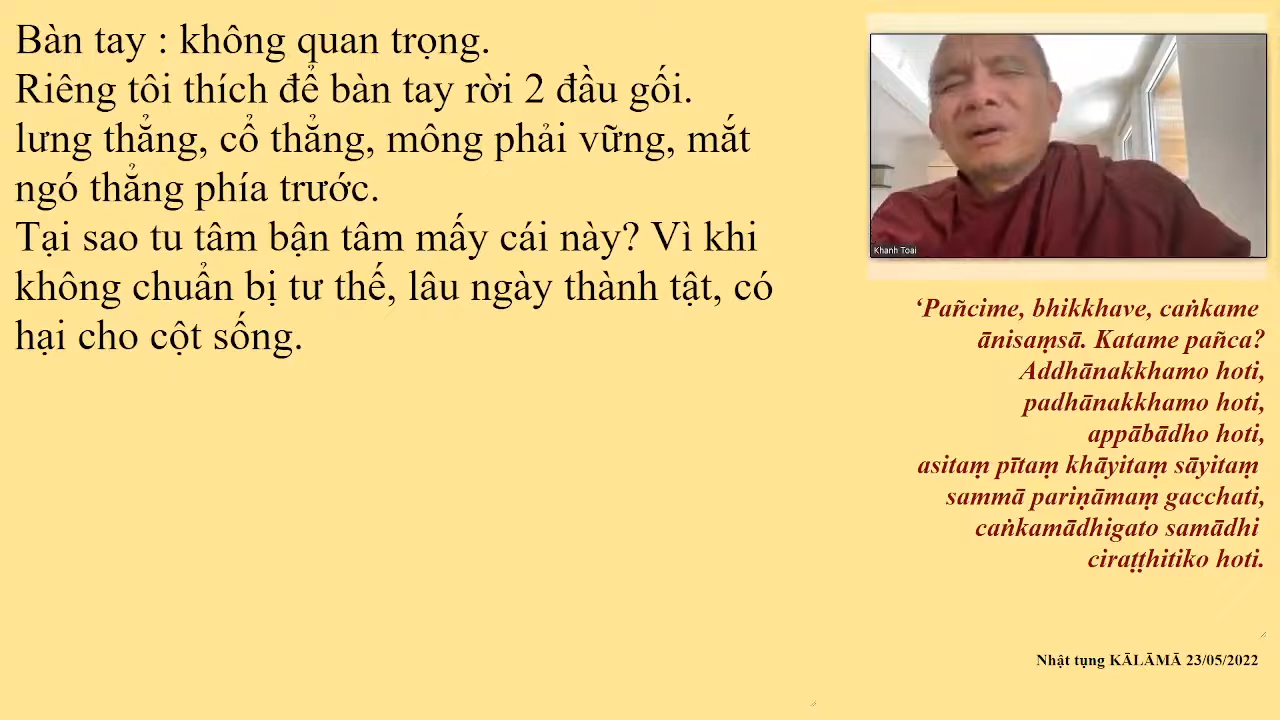 Bàn tay : không quan trọng.
Riêng tôi thích để bàn tay rời 2 đầu gối.
lưng thẳng, cổ thẳng, mông phải vững, mắt
ngó thẳng phía trước.
Tại sao tu tâm bận tâm mấy cái này? Vì khi
không chuẩn bị tư thế, lâu ngày thành tật, có
hại cho cột sống.
Khanh Toai
‘Pañcime, bhikkhave, caṅkame
ānisaṃsā. Katame pañca?
Addhānakkhamo hoti,
padhānakkhamo hoti,
appābādho hoti,
asitaṃ pītaṃ khāyitaṃ sāyitaṃ
sammā pariṇāmaṃ gacchati,
caṅkamādhigato samādhi
ciraṭṭhitiko hoti.
Nhật tụng KĀLĀMĀ 23/05/2022